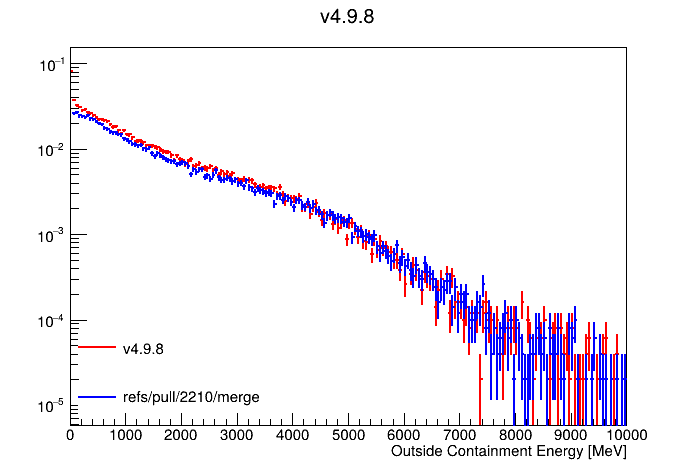 v4.9.8
10⁻¹
10⁻²
10⁻³
10⁻⁴
10⁻⁵
v4.9.8
refs/pull/2210/merge
0 1000 2000 3000 4000 5000 6000 7000 8000 9000 10000
Outside Containment Energy [MeV]